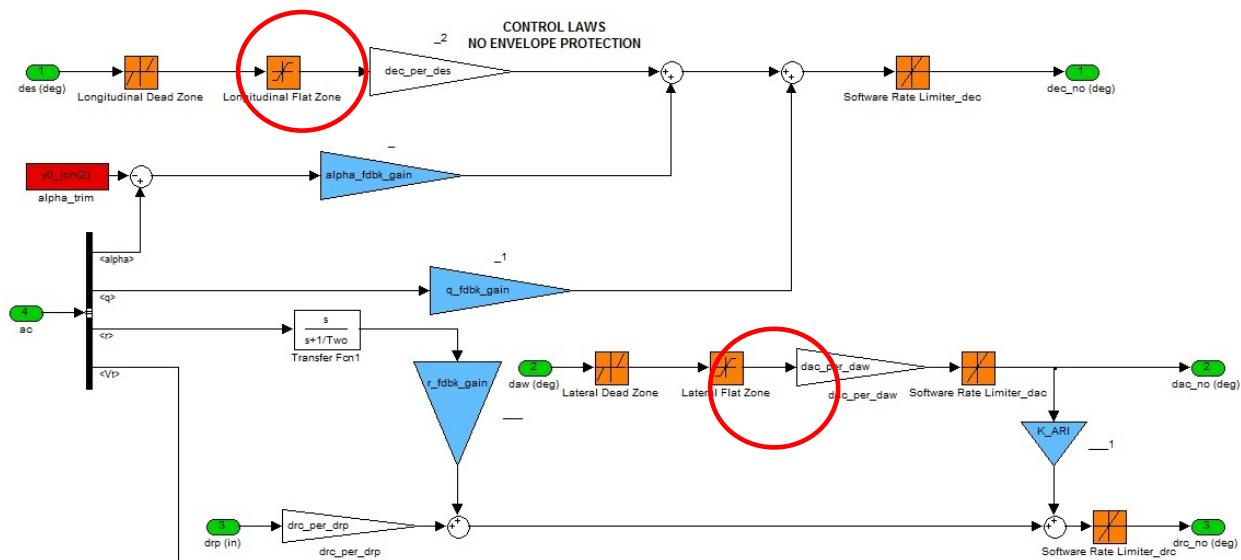 CONTROL LAWS
NO ENVELOPE PROTECTION
_2
1
des (deg)
Longitudinal Dead Zone
Longitudinal Flat Zone
dec_per_des
+
+
+
+
Software Rate Limiter_dec
1
dec_no (deg)
_
y0_lon(2)
alpha_trim
-
+
alpha_fdbk_gain
<alpha>
_1
<q>
q_fdbk_gain
4
ac
<r>
s
s+1/Two
Transfer Fcn1
<Vt>
r_fdbk_gain
___
2
daw (deg)
Lateral Dead Zone
Lateral Flat Zone
dac_per_daw
dac_per_daw
Software Rate Limiter_dac
2
dac_no (deg)
K_ARI
___1
3
drp (in)
drc_per_drp
drc_per_drp
+
+
+
+
Software Rate Limiter_drc
3
drc_no (deg)